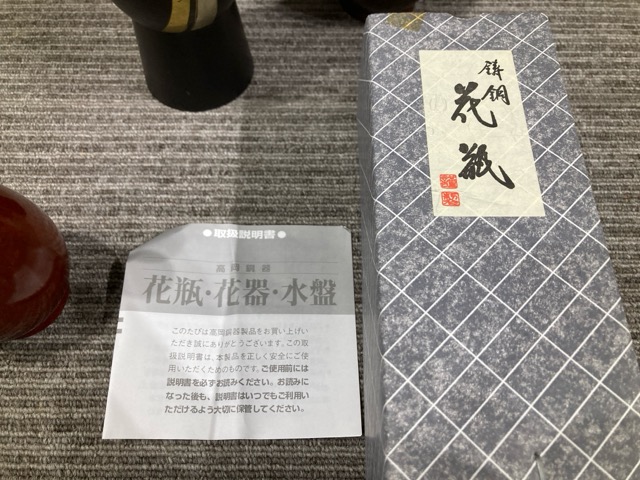 ●取扱説明書●
高岡銅器
花瓶・花器・水盤
このたびは高岡銅器製品をお買い上げい
ただき誠にありがとうございます。この取
扱説明書は、本製品を正しく安全にご使
用いただくためのものです。ご使用前には
説明書を必ずお読みください。お読みに
なった後も、説明書はいつでもご利用い
ただけるよう大切に保管してください。
鋳銅
花瓶